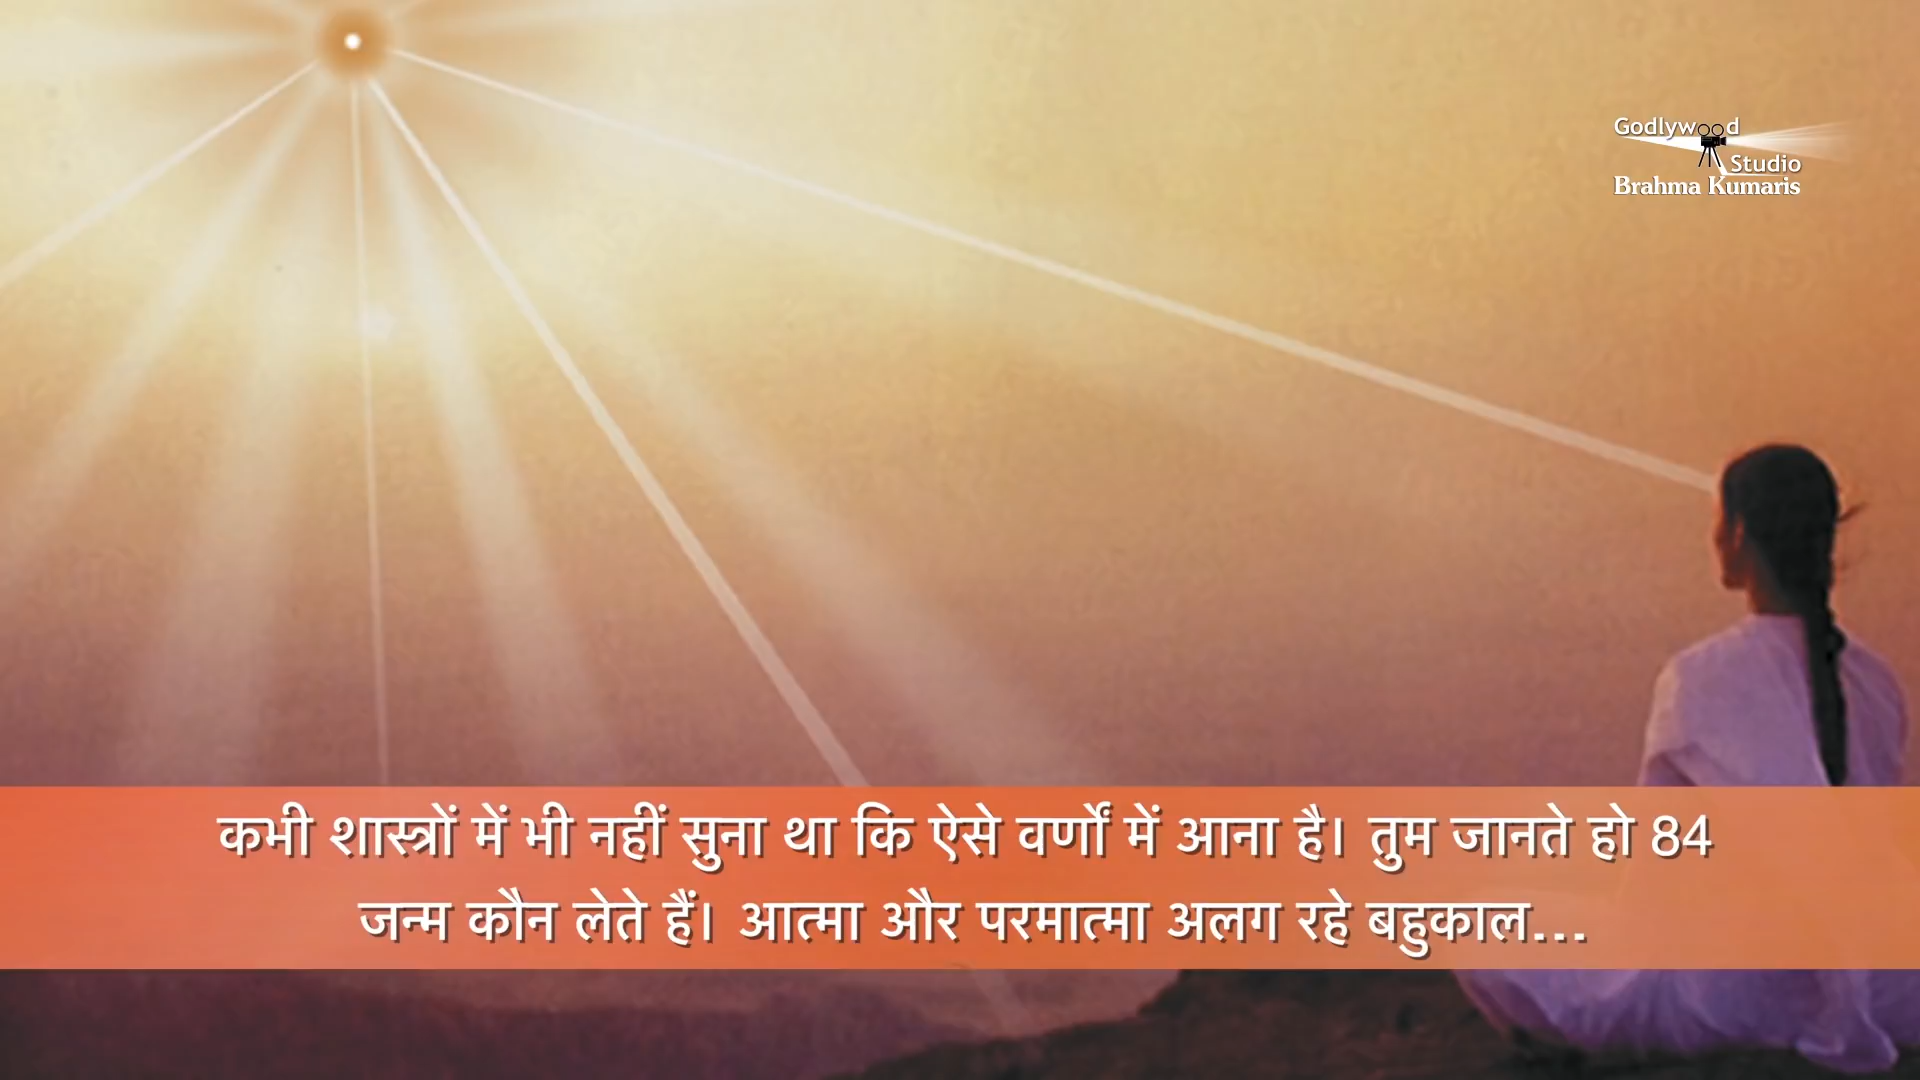 Godlywood
Studio
Brahma Kumaris
कभी शास्त्रों में भी नहीं सुना था कि ऐसे वर्णों में आना है। तुम जानते हो 84
जन्म कौन लेते हैं। आत्मा और परमात्मा अलग रहे बहुकाल...